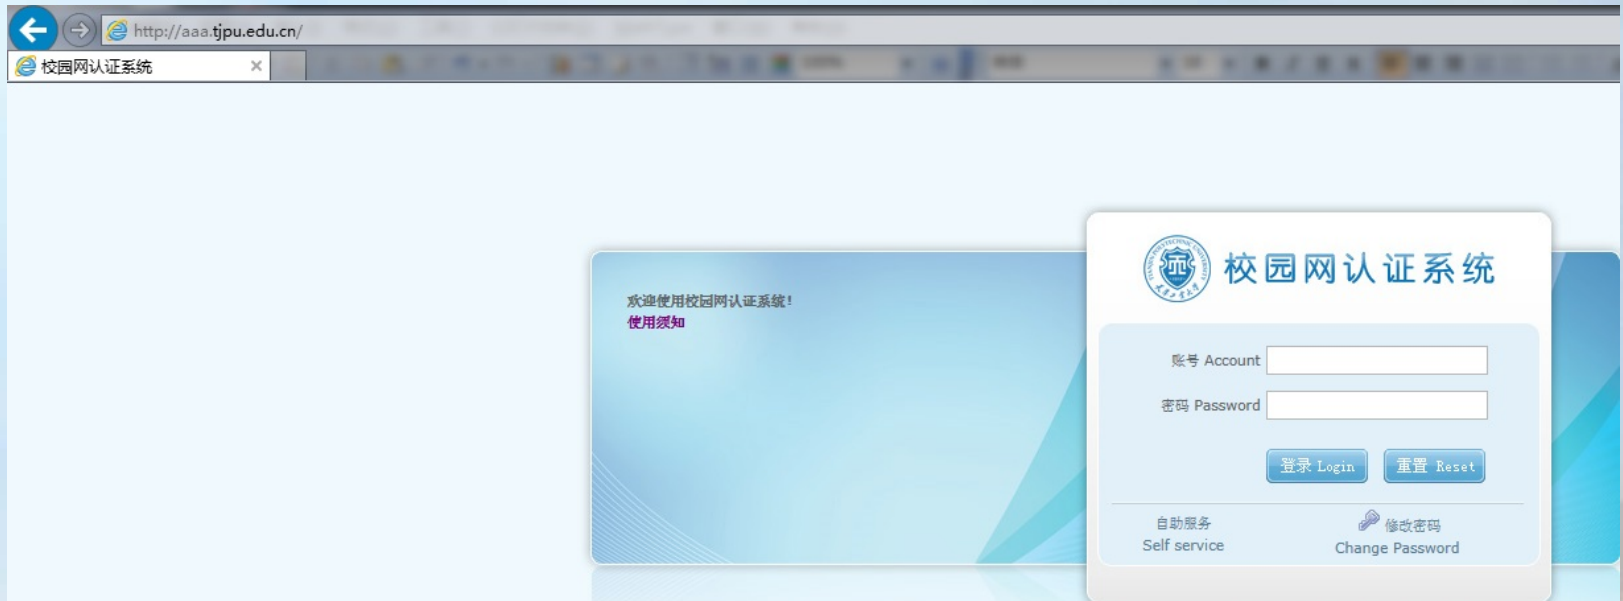 http://aaa.tjpu.edu.cn/
校园网认证系统
校园网认证系统
欢迎使用校园网认证系统!
使用须知
账号 Account
密码 Password
登录 Login
重置 Reset
自助服务
Self service
修改密码
Change Password